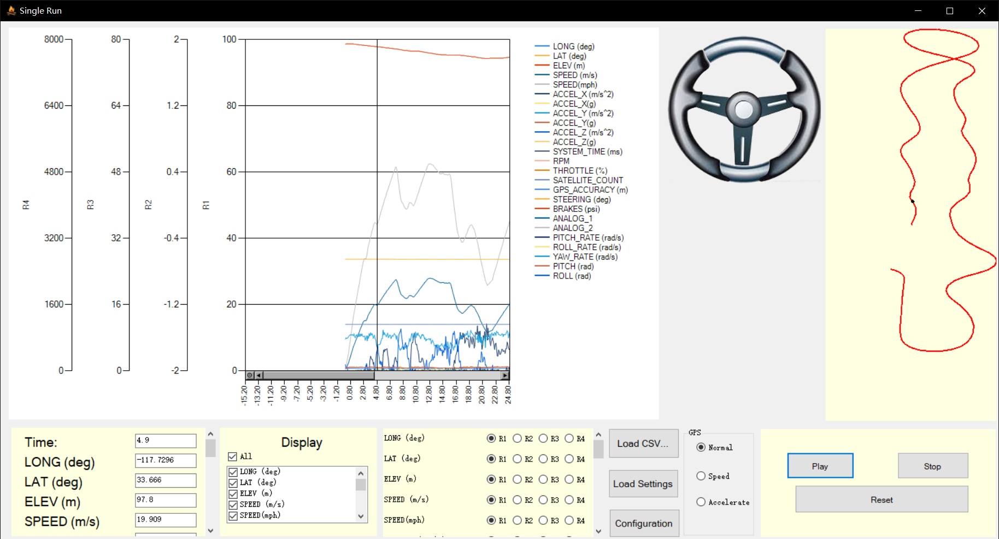 Single Run
8000
6400
4800
3200
1600
0
R4
80
64
48
32
16
0
R3
2
1.2
0.4
-0.4
-1.2
-2
R2
100
80
60
40
20
0
R1
-15.20
-13.20
-11.20
-9.20
-7.20
-5.20
-3.20
-1.20
0.80
2.80
4.80
6.80
8.80
10.80
12.80
14.80
16.80
18.80
20.80
22.80
24.80
LONG (deg)
LAT (deg)
ELEV (m)
SPEED (m/s)
SPEED(mph)
ACCEL_X (m/s^2)
ACCEL_X(g)
ACCEL_Y (m/s^2)
ACCEL_Y(g)
ACCEL_Z (m/s^2)
ACCEL_Z(g)
SYSTEM_TIME (ms)
RPM
THROTTLE (%)
SATELLITE_COUNT
GPS_ACCURACY (m)
STEERING (deg)
BRAKES (psi)
ANALOG_1
ANALOG_2
PITCH_RATE (rad/s)
ROLL_RATE (rad/s)
YAW_RATE (rad/s)
PITCH (rad)
ROLL (rad)
Time: 4.9
LONG (deg) -117.7296
LAT (deg) 33.666
ELEV (m) 97.8
SPEED (m/s) 19.909
Display
All
LONG (deg)
LAT (deg)
ELEV (m)
SPEED (m/s)
SPEED(mph)
LONG (deg) R1 R2 R3 R4
LAT (deg) R1 R2 R3 R4
ELEV (m) R1 R2 R3 R4
SPEED (m/s) R1 R2 R3 R4
SPEED(mph) R1 R2 R3 R4
Load CSV...
Load Settings
Configuration
GPS
Normal
Speed
Accelerate
Play
Stop
Reset